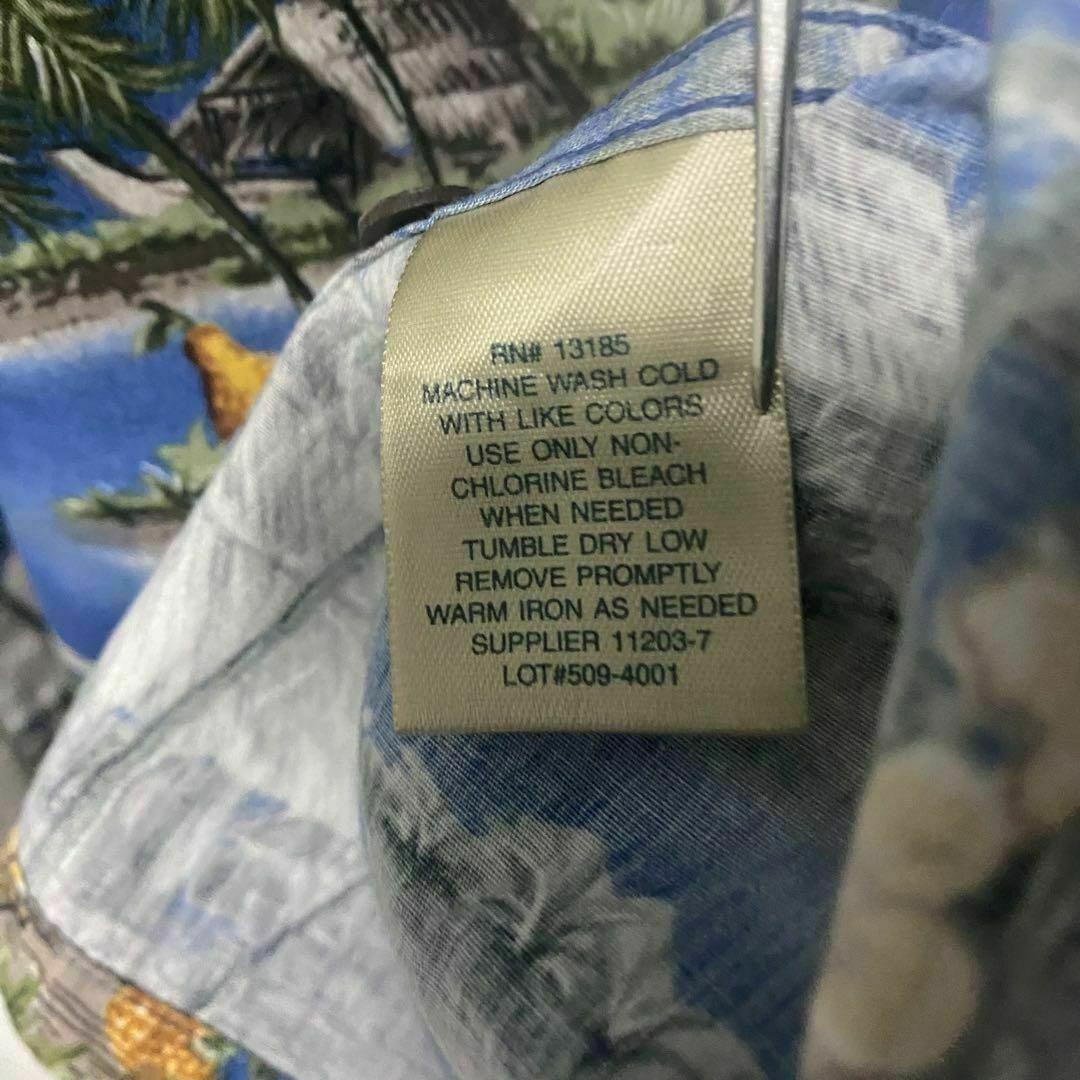 RN# 13185
MACHINE WASH COLD
WITH LIKE COLORS
USE ONLY NON-
CHLORINE BLEACH
WHEN NEEDED
TUMBLE DRY LOW
REMOVE PROMPTLY
WARM IRON AS NEEDED
SUPPLIER 11203-7
LOT#509-4001